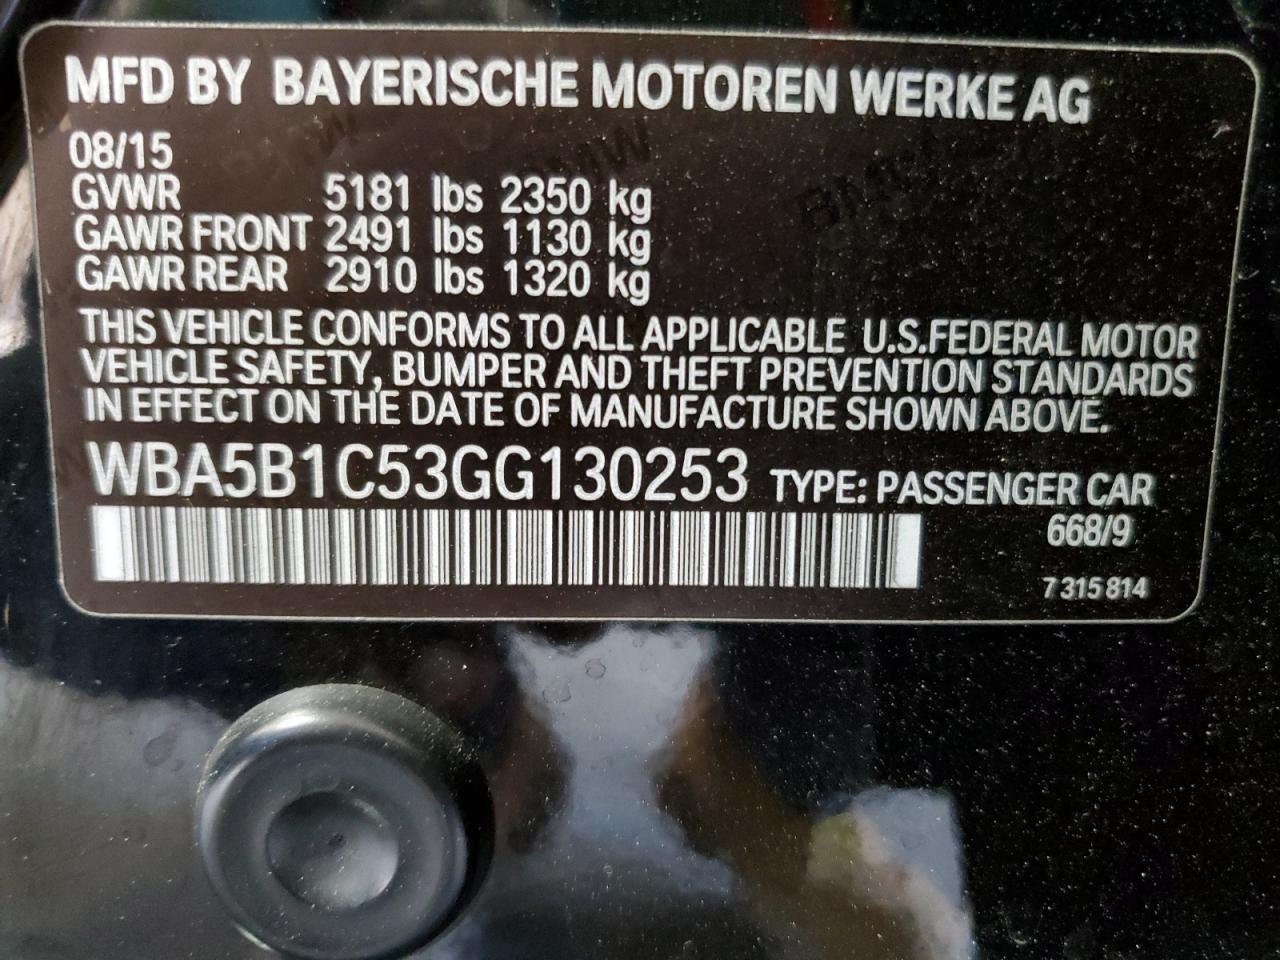 MFD BY BAYERISCHE MOTOREN WERKE AG
08/15
GVWR 5181 lbs 2350 kg
GAWR FRONT 2491 lbs 1130 kg
GAWR REAR 2910 lbs 1320 kg
THIS VEHICLE CONFORMS TO ALL APPLICABLE U.S.FEDERAL MOTOR
VEHICLE SAFETY, BUMPER AND THEFT PREVENTION STANDARDS
IN EFFECT ON THE DATE OF MANUFACTURE SHOWN ABOVE.
WBA5B1C53GG130253 TYPE: PASSENGER CAR
668/9
7 315 814